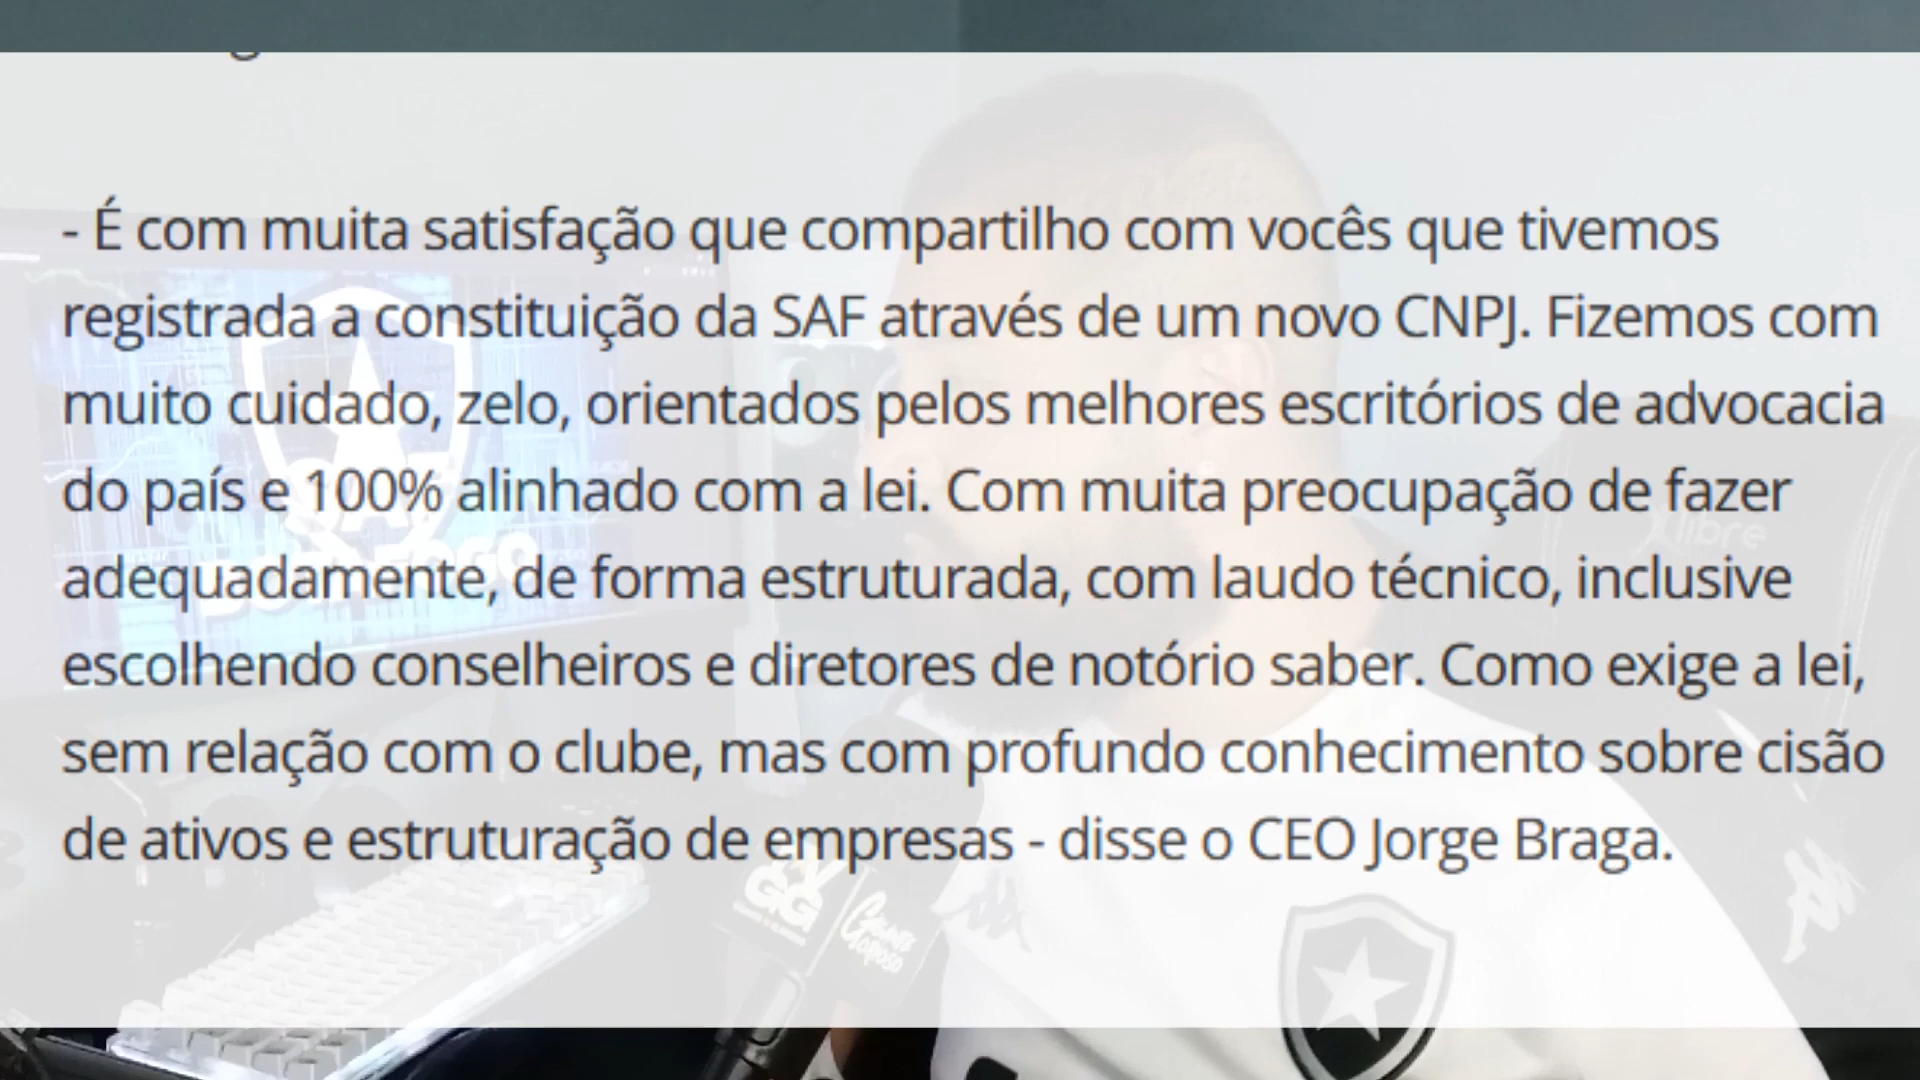 - É com muita satisfação que compartilho com vocês que tivemos
registrada a constituição da SAF através de um novo CNPJ. Fizemos com
muito cuidado, zelo, orientados pelos melhores escritórios de advocacia
do país e 100% alinhado com a lei. Com muita preocupação de fazer
adequadamente, de forma estruturada, com laudo técnico, inclusive
escolhendo conselheiros e diretores de notório saber. Como exige a lei,
sem relação com o clube, mas com profundo conhecimento sobre cisão
de ativos e estruturação de empresas - disse o CEO Jorge Braga.
BOTAFOGO
libre
GG